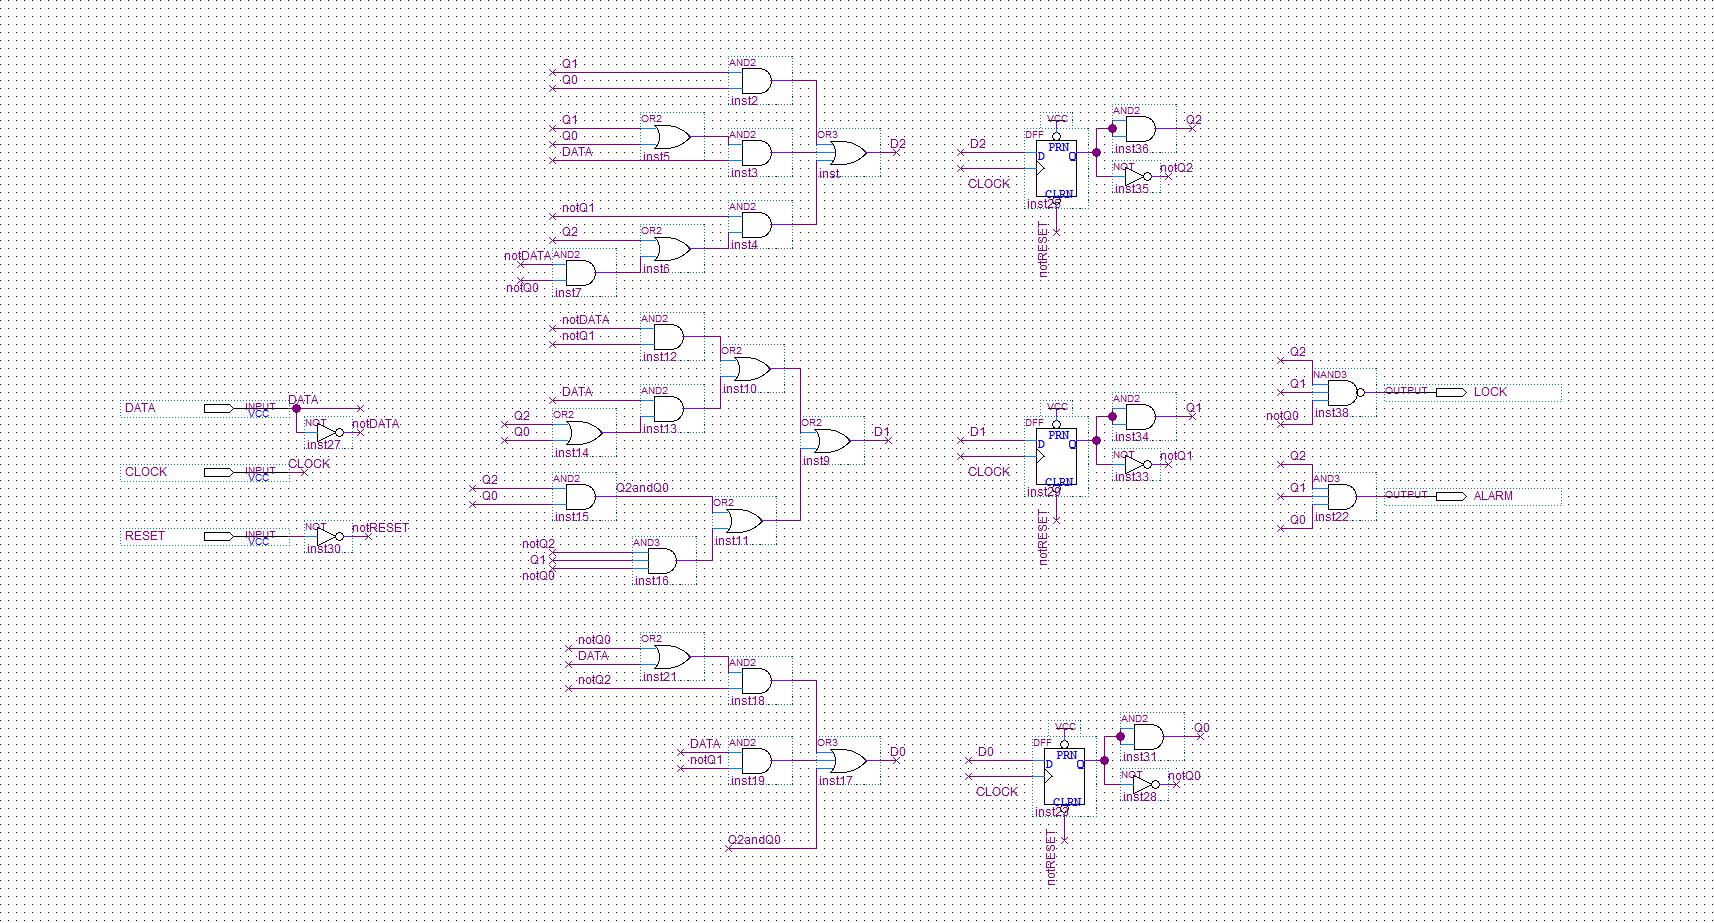 Q1
Q0
AND2
inst2
Q1
Q0
DATA
OR2
inst5
AND2
inst3
OR3
inst
D2
notQ1
Q2
OR2
inst6
AND2
inst4
notDATA
notQ0
AND2
inst7
D2
CLOCK
DFF
VCC
PRN
D
Q
CLRN
notRESET
AND2
inst36
Q2
NOT
inst35
notQ2
notDATA
notQ1
AND2
inst12
OR2
inst10
DATA
AND2
inst13
Q2
Q0
OR2
inst14
OR2
inst9
D1
Q2
Q0
AND2
inst15
Q2andQ0
OR2
inst11
notQ2
Q1
notQ0
AND3
inst16
DATA
INPUT
VCC
DATA
NOT
inst27
notDATA
CLOCK
INPUT
VCC
CLOCK
RESET
INPUT
VCC
NOT
inst30
notRESET
D1
CLOCK
DFF
VCC
PRN
D
Q
CLRN
notRESET
AND2
inst34
Q1
NOT
inst33
notQ1
Q2
Q1
notQ0
NAND3
inst38
OUTPUT
LOCK
Q2
Q1
Q0
AND3
inst22
OUTPUT
ALARM
notQ0
DATA
notQ2
OR2
inst21
AND2
inst18
DATA
notQ1
AND2
inst19
OR3
inst17
D0
Q2andQ0
D0
CLOCK
DFF
VCC
PRN
D
Q
CLRN
notRESET
AND2
inst31
Q0
NOT
inst28
notQ0